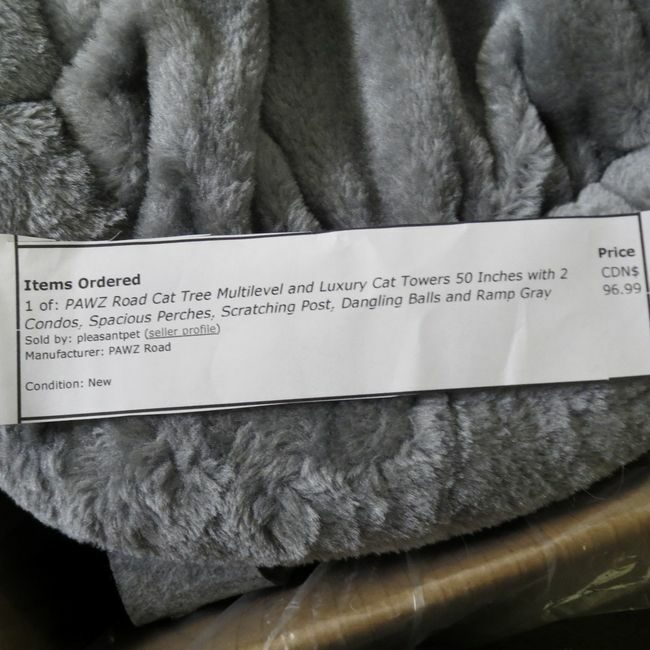 Items Ordered
Price
1 of: PAWZ Road Cat Tree Multilevel and Luxury Cat Towers 50 Inches with 2
CDN$
Condos, Spacious Perches, Scratching Post, Dangling Balls and Ramp Gray
96.99
Sold by: pleasantpet (seller profile)
Manufacturer: PAWZ Road
Condition: New